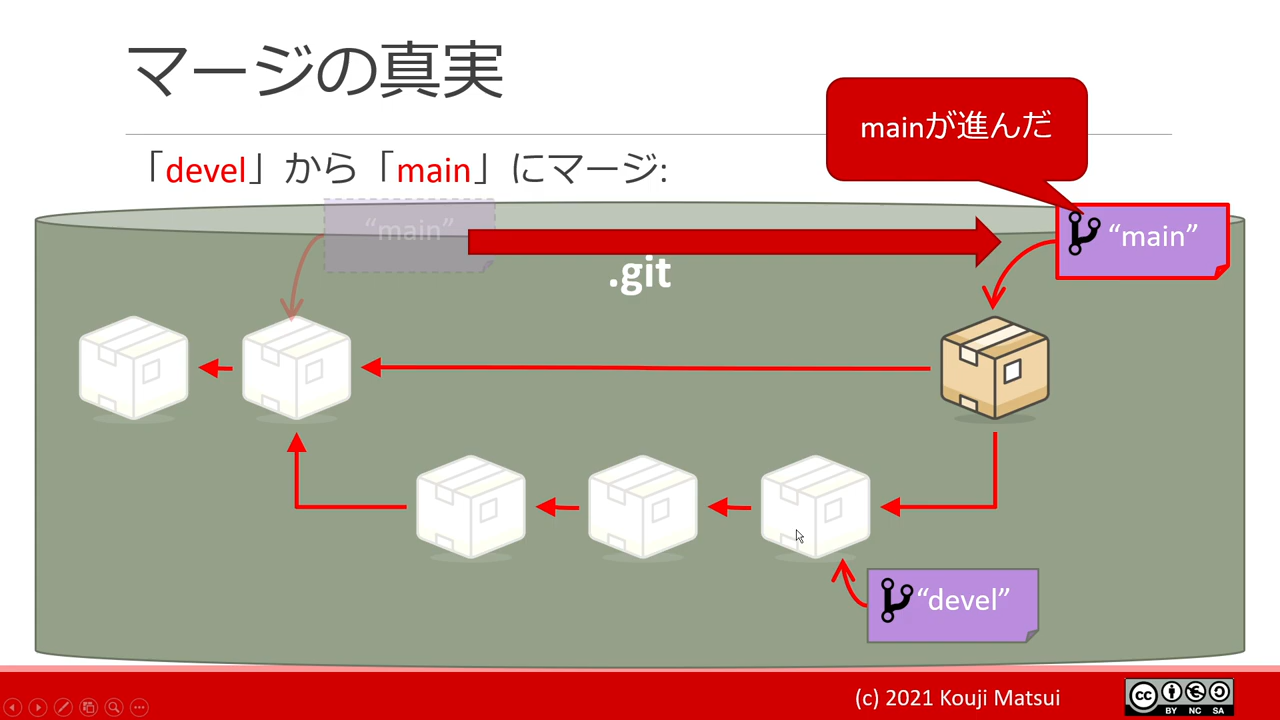 マージの真実
mainが進んだ
「devel」から「main」にマージ:
“main”
“main”
.git
“devel”
(c) 2021 Kouji Matsui
cc
BY NC SA